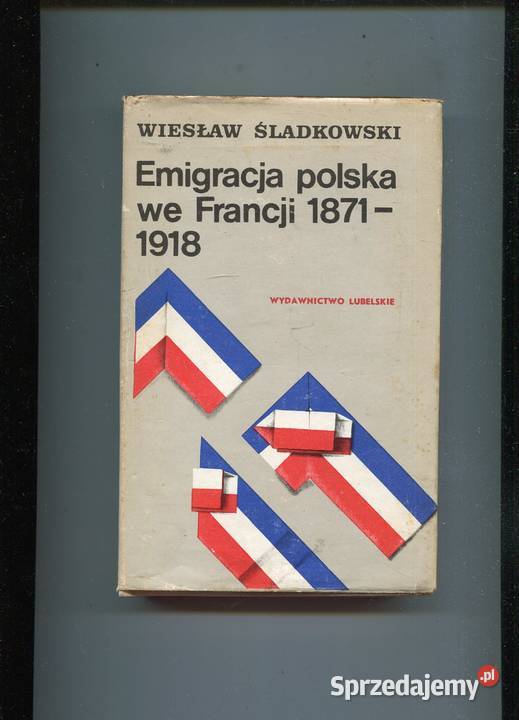 WIESŁAW ŚLADKOWSKI
Emigracja polska
we Francji 1871–
1918
WYDAWNICTWO LUBELSKIE
Sprzedajemy.pl